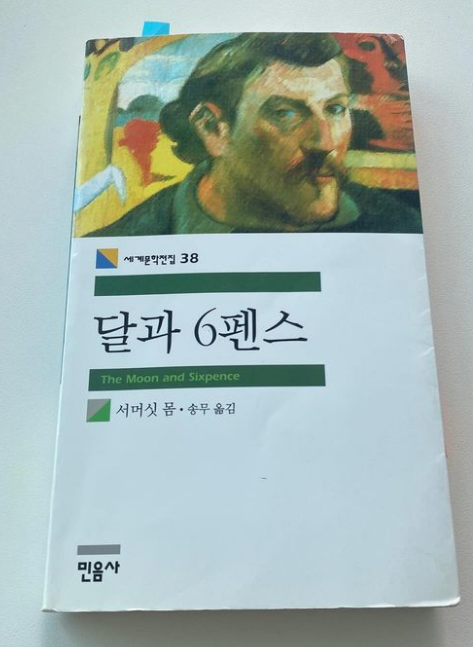 세계문학전집 38
달과 6펜스
The Moon and Sixpence
서머싯 몸 · 송무 옮김
민음사